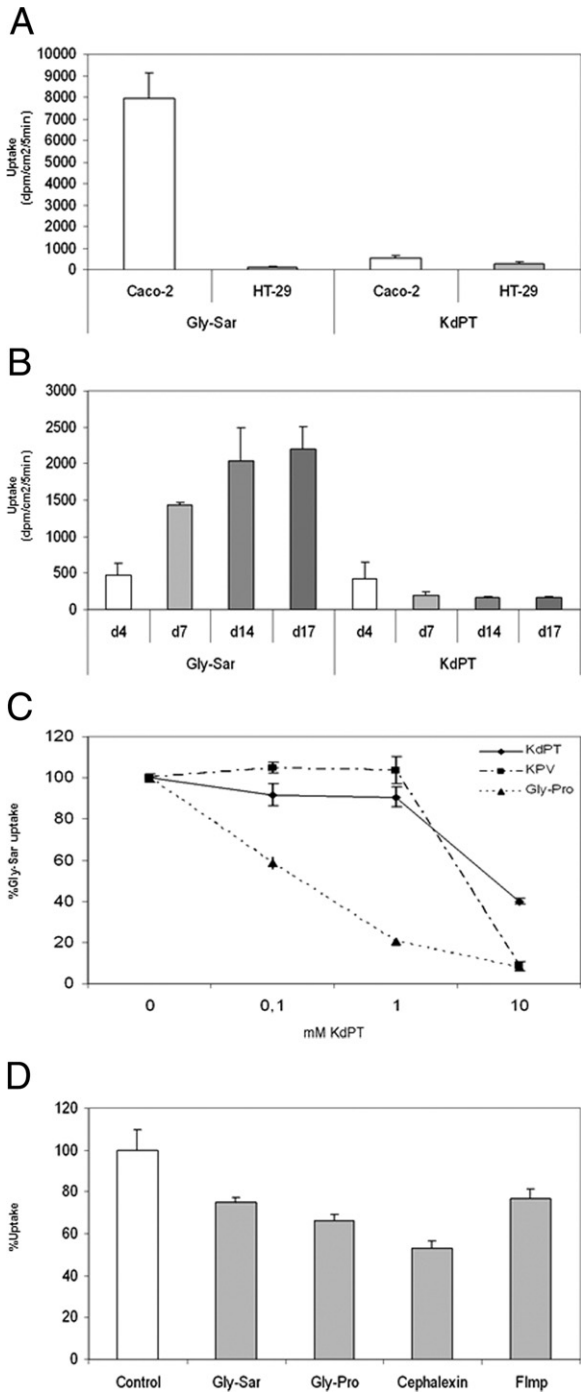 A
Uptake
(dpm/cm2/5min)
10000
9000
8000
7000
6000
5000
4000
3000
2000
1000
0
Caco-2 HT-29 Caco-2 HT-29
Gly-Sar KdPT
B
Uptake
(dpm/cm2/5min)
3000
2500
2000
1500
1000
500
0
d4 d7 d14 d17 d4 d7 d14 d17
Gly-Sar KdPT
C
%Gly-Sar uptake
120
100
80
60
40
20
0
KdPT
KPV
Gly-Pro
0 0,1 1 10
mM KdPT
D
%Uptake
120
100
80
60
40
20
0
Control Gly-Sar Gly-Pro Cephalexin Flmp